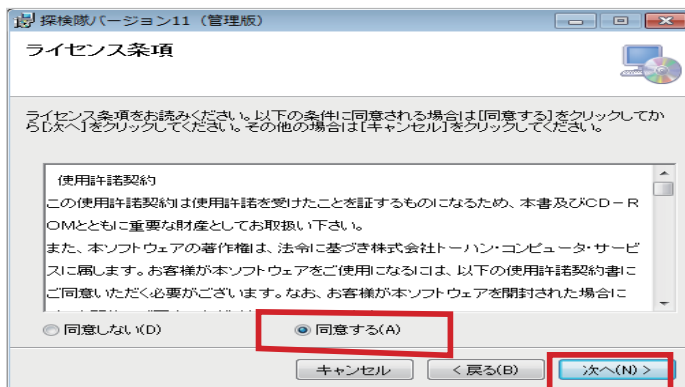 探検隊バージョン11（管理版）
ライセンス条項
ライセンス条項をお読みください。以下の条件に同意される場合は[同意する]をクリックしてか
ら[次へ]をクリックしてください。その他の場合は[キャンセル]をクリックしてください。
使用許諾契約
この使用許諾契約は使用許諾を受けたことを証するものになるため、本書及びCD－R
OMとともに重要な財産としてお取扱い下さい。
また、本ソフトウェアの著作権は、法令に基づき株式会社トーハン・コンピュータ・サービ
スに属します。お客様が本ソフトウェアをご使用になるには、以下の使用許諾契約書に
ご同意いただく必要がございます。なお、お客様が本ソフトウェアを開封された場合に
同意しない(D)
同意する(A)
キャンセル
< 戻る(B)
次へ(N) >